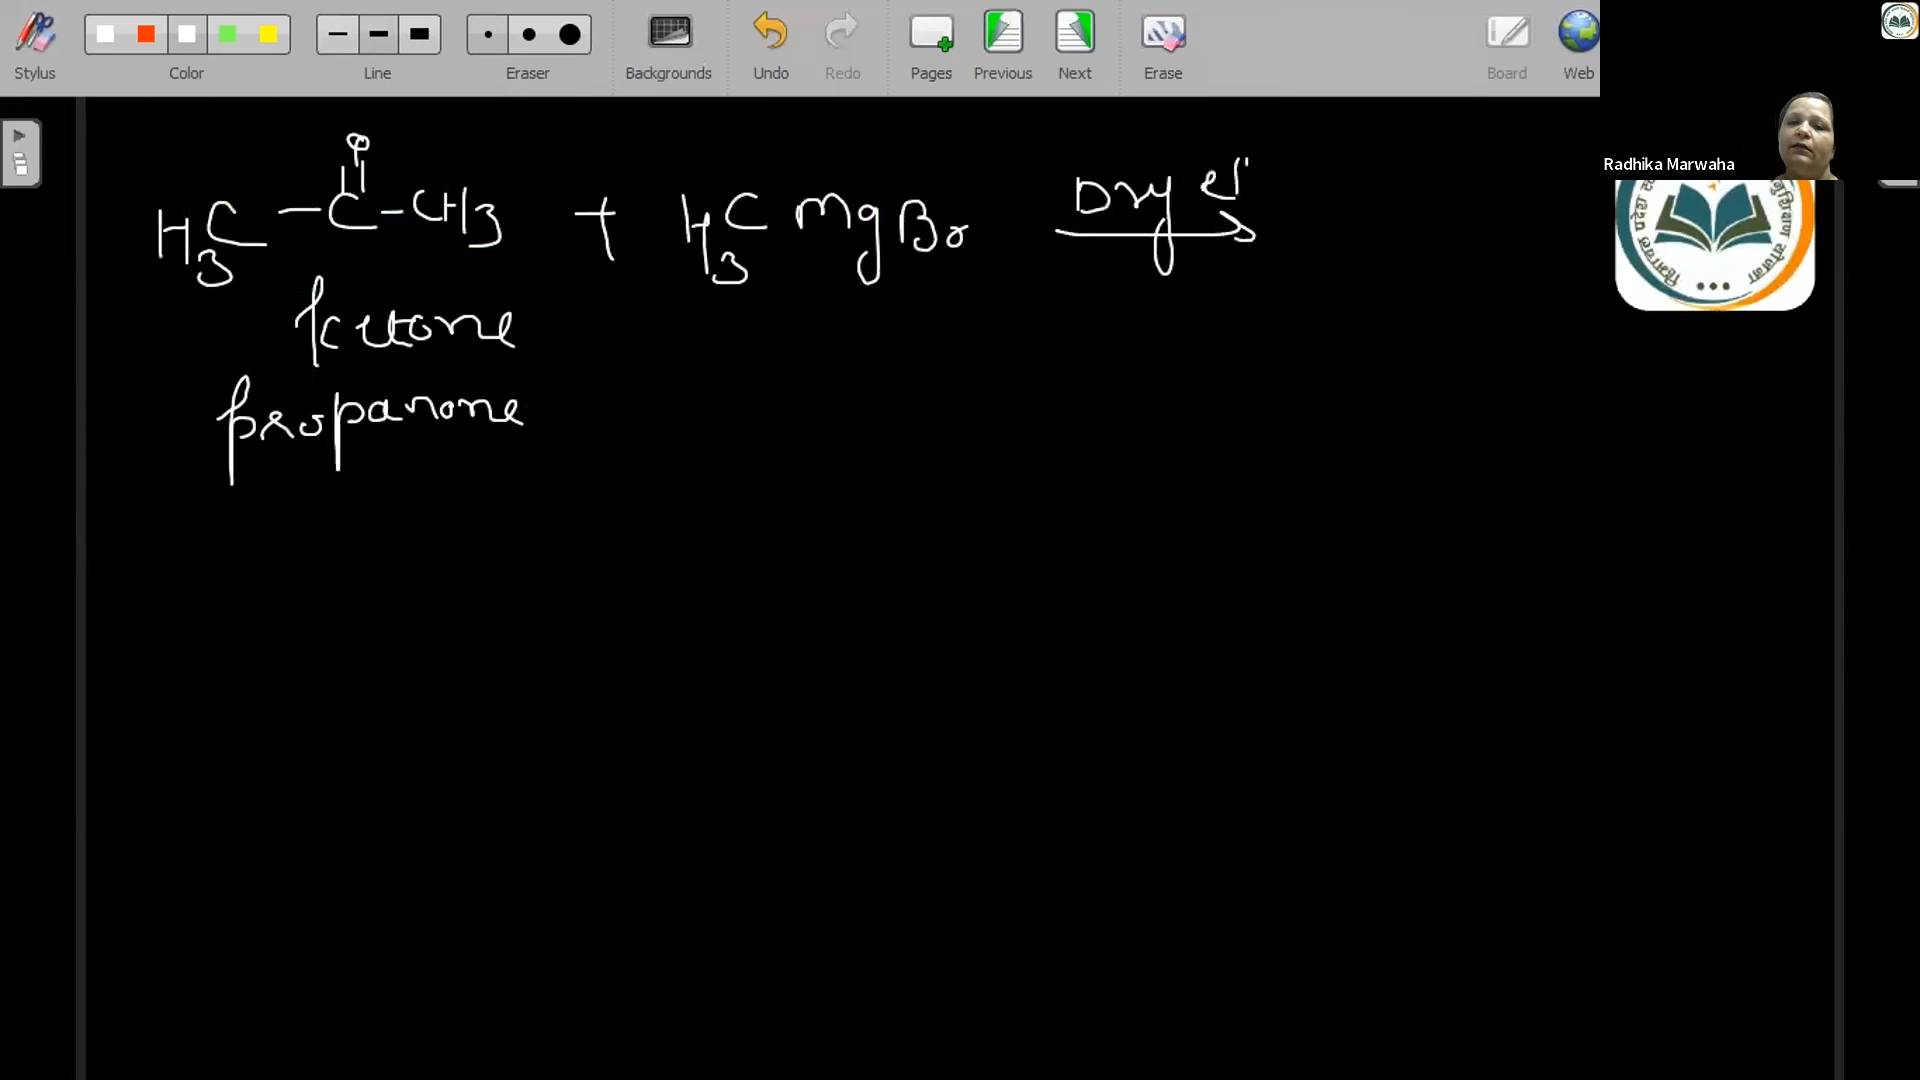 Stylus Color Line Eraser Backgrounds Undo Redo Pages Previous Next Erase Board Web
Radhika Marwaha
O
H3C - C - CH3 + H3C MgBr Dry et
ketone
propanone